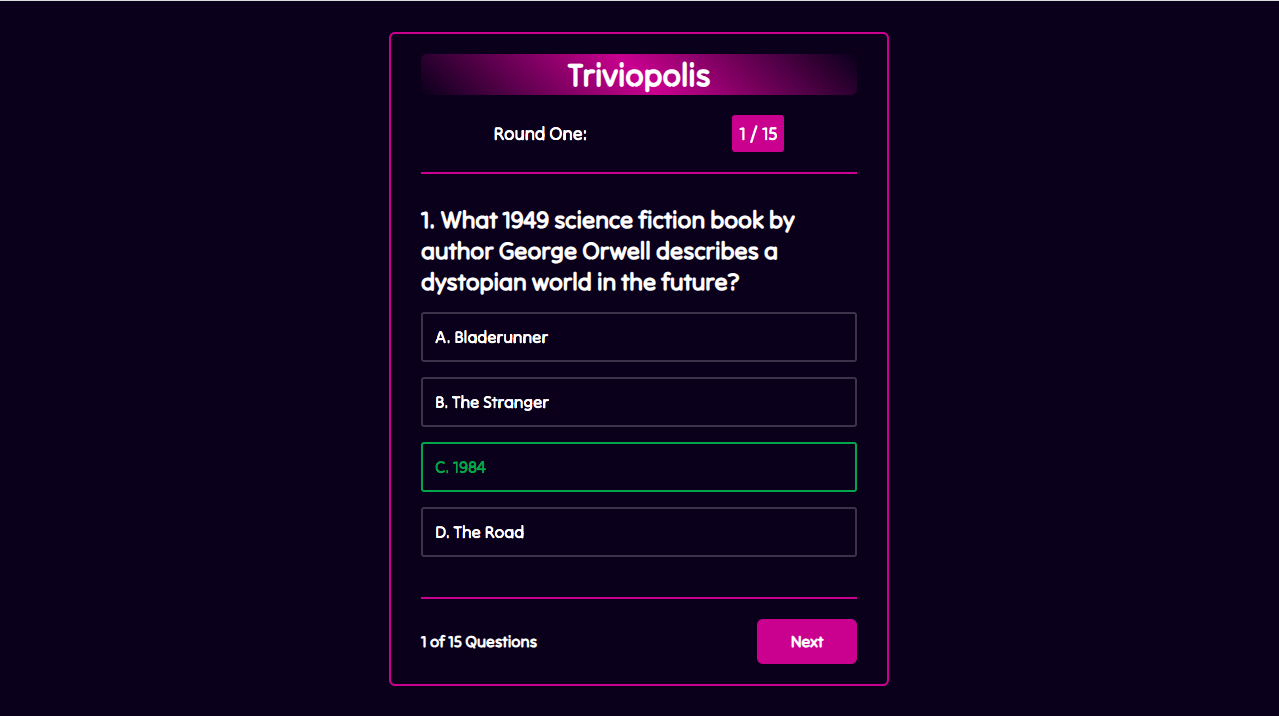 Triviopolis
Round One: 1 / 15
1. What 1949 science fiction book by
author George Orwell describes a
dystopian world in the future?
A. Bladerunner
B. The Stranger
C. 1984
D. The Road
1 of 15 Questions Next